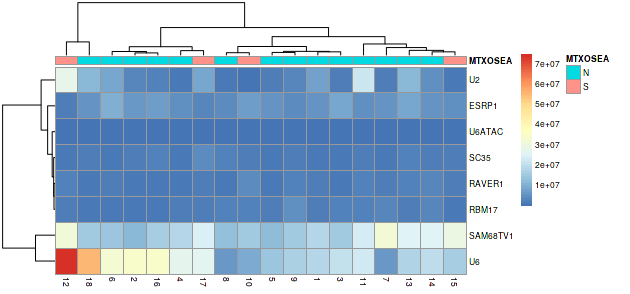 MTXOSEA
U2
ESRP1
U6ATAC
SC35
RAVER1
RBM17
SAM68TV1
U6
12 18 6 2 16 4 17 8 10 5 9 1 3 11 7 13 14 15
7e+07
6e+07
5e+07
4e+07
3e+07
2e+07
1e+07
MTXOSEA
N
S